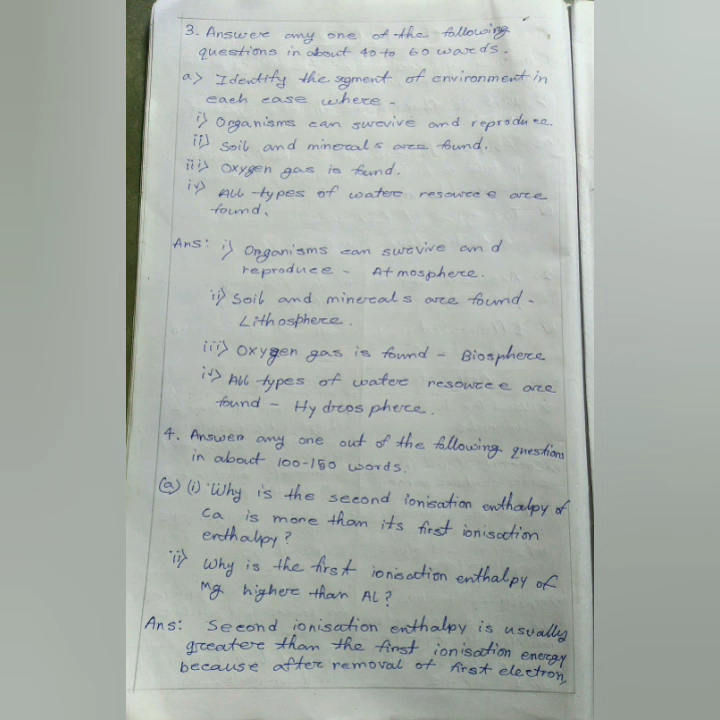 3. Answer any one of the following
questions in about 40 to 60 words.
a) Identify the segment of environment in
each case where -
i) Organisms can survive and reproduce.
ii) Soil and minerals are found.
iii) Oxygen gas is found.
iv) All types of water resource are
found.
Ans: i) Organisms can survive and
reproduce - Atmosphere.
ii) Soil and minerals are found -
Lithosphere.
iii) Oxygen gas is found - Biosphere
iv) All types of water resource are
found - Hydrosphere.
4. Answer any one out of the following questions
in about 100-150 words.
(a) (i) Why is the second ionisation enthalpy of
Ca is more than its first ionisation
enthalpy?
ii) Why is the first ionisation enthalpy of
Mg higher than AL?
Ans: Second ionisation enthalpy is usually
greater than the first ionisation energy
because after removal of first electron,